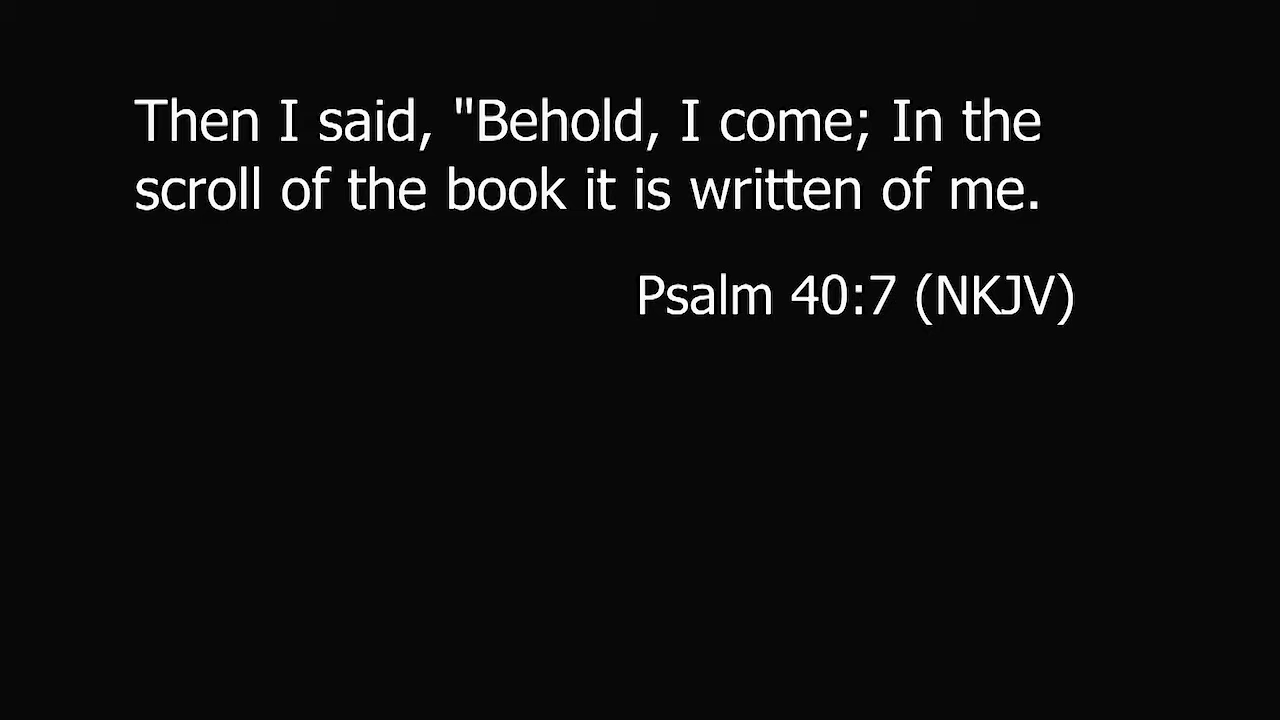 Then I said, "Behold, I come; In the
scroll of the book it is written of me.
Psalm 40:7 (NKJV)